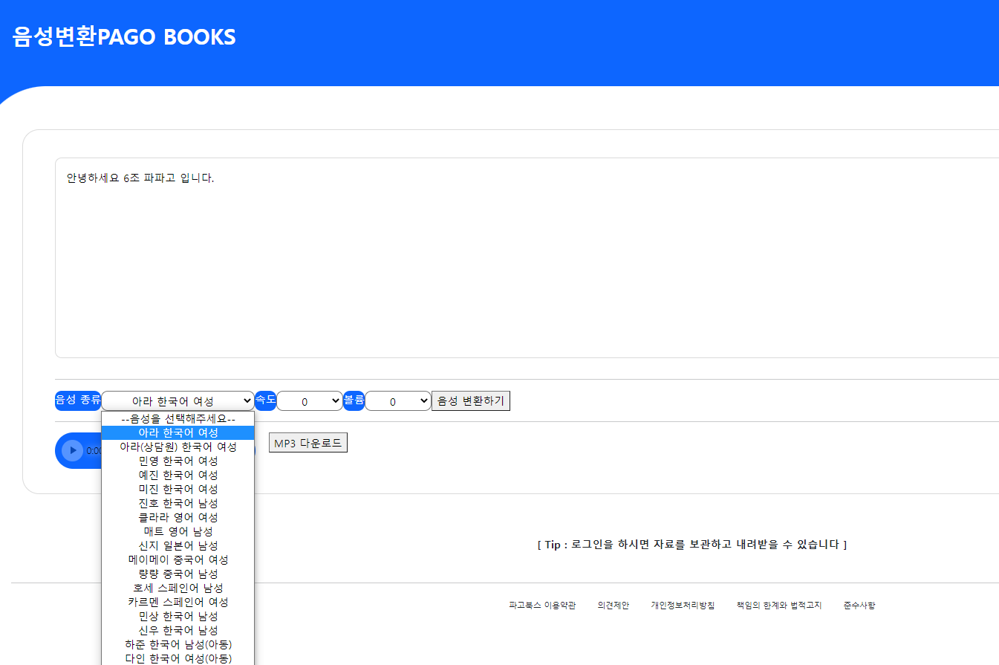 음성변환PAGO BOOKS
안녕하세요 6조 파파고 입니다.
음성 종류 아라 한국어 여성 속도 0 볼륨 0 음성 변환하기
--음성을 선택해주세요--
아라 한국어 여성
아라(상담원) 한국어 여성
민영 한국어 여성
예진 한국어 여성
미진 한국어 여성
진호 한국어 남성
클라라 영어 여성
매트 영어 남성
신지 일본어 남성
메이메이 중국어 여성
량량 중국어 남성
호세 스페인어 남성
카르멘 스페인어 여성
민상 한국어 남성
신우 한국어 남성
하준 한국어 남성(아동)
다인 한국어 여성(아동)
0:00
MP3 다운로드
[ Tip : 로그인을 하시면 자료를 보관하고 내려받을 수 있습니다 ]
파고북스 이용약관 의견제안 개인정보처리방침 책임의 한계와 법적고지 준수사항